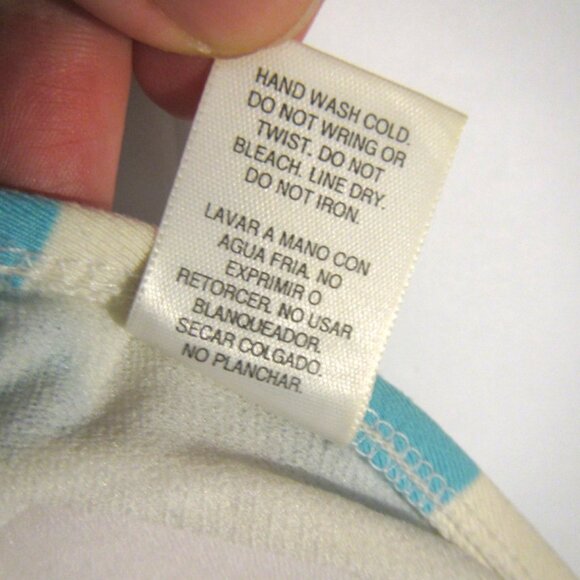 HAND WASH COLD.
DO NOT WRING OR
TWIST. DO NOT
BLEACH. LINE DRY.
DO NOT IRON.
LAVAR A MANO CON
AGUA FRIA. NO
EXPRIMIR O
RETORCER. NO USAR
BLANQUEADOR.
SECAR COLGADO.
NO PLANCHAR.